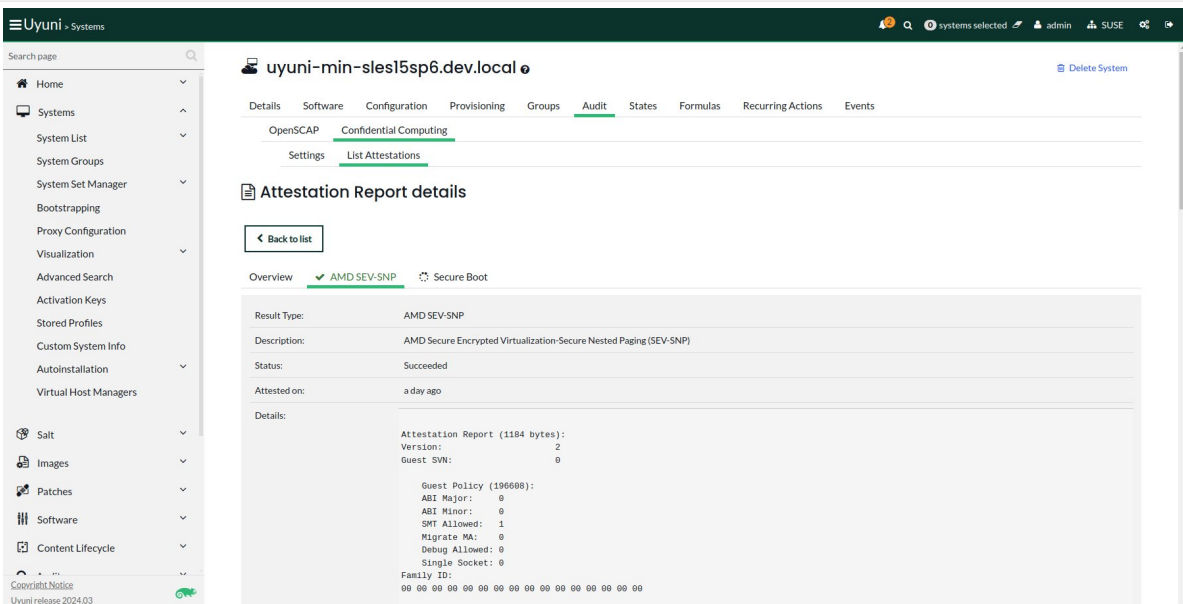 Uyuni > Systems
2 0 systems selected admin SUSE
Search page
Home
Systems
System List
System Groups
System Set Manager
Bootstrapping
Proxy Configuration
Visualization
Advanced Search
Activation Keys
Stored Profiles
Custom System Info
Autoinstallation
Virtual Host Managers
Salt
Images
Patches
Software
Content Lifecycle
Copyright Notice
Uyuni release 2024.03
uyuni-min-sles15sp6.dev.local
Delete System
Details Software Configuration Provisioning Groups Audit States Formulas Recurring Actions Events
OpenSCAP Confidential Computing
Settings List Attestations
Attestation Report details
Back to list
Overview AMD SEV-SNP Secure Boot
Result Type: AMD SEV-SNP
Description: AMD Secure Encrypted Virtualization-Secure Nested Paging (SEV-SNP)
Status: Succeeded
Attested on: a day ago
Details:
Attestation Report (1184 bytes):
Version: 2
Guest SVN: 0
Guest Policy (196608):
ABI Major: 0
ABI Minor: 0
SMT Allowed: 1
Migrate MA: 0
Debug Allowed: 0
Single Socket: 0
Family ID:
00 00 00 00 00 00 00 00 00 00 00 00 00 00 00 00